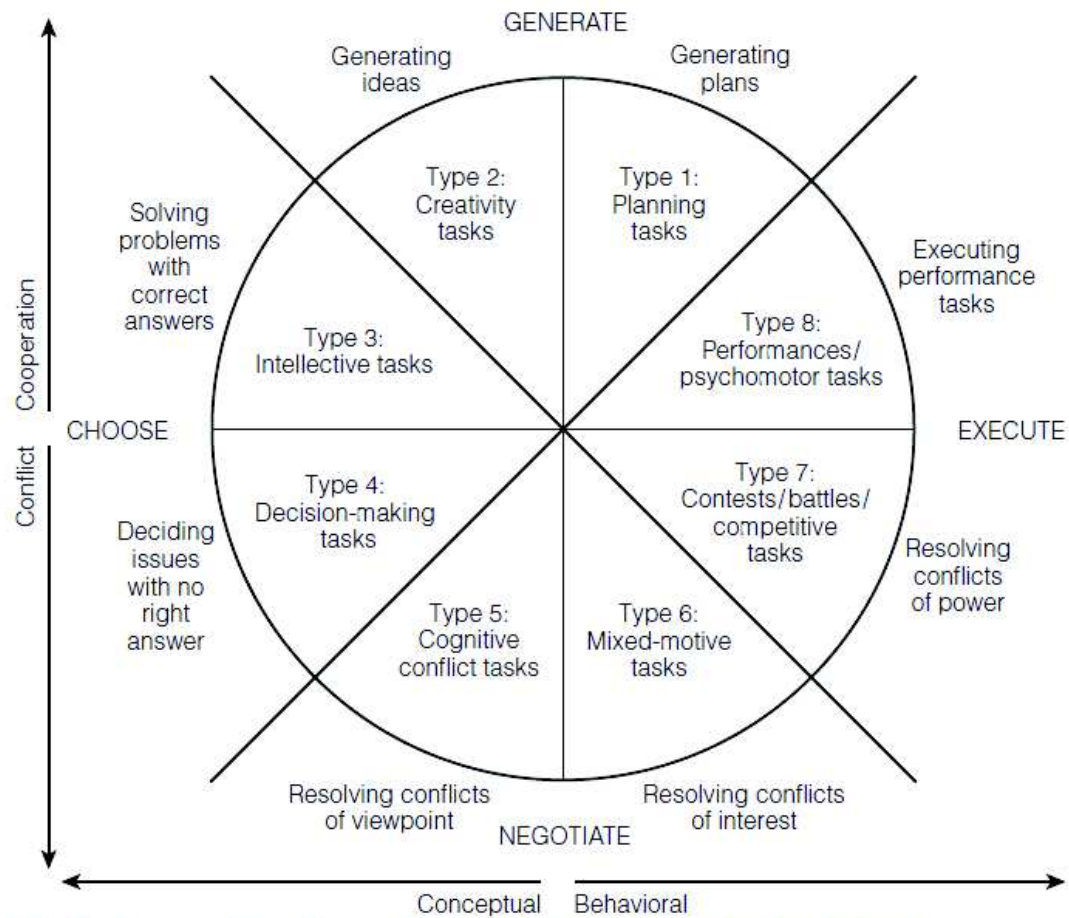 GENERATE
Generating
ideas
Generating
plans
Type 2:
Creativity
tasks
Type 1:
Planning
tasks
Solving
problems
with
correct
answers
Executing
performance
tasks
Type 3:
Intellective tasks
Type 8:
Performances/
psychomotor tasks
Cooperation
Conflict
CHOOSE
EXECUTE
Type 4:
Decision-making
tasks
Type 7:
Contests/battles/
competitive
tasks
Deciding
issues
with no
right
answer
Resolving
conflicts
of power
Type 5:
Cognitive
conflict tasks
Type 6:
Mixed-motive
tasks
Resolving conflicts
of viewpoint
Resolving conflicts
of interest
NEGOTIATE
Conceptual
Behavioral